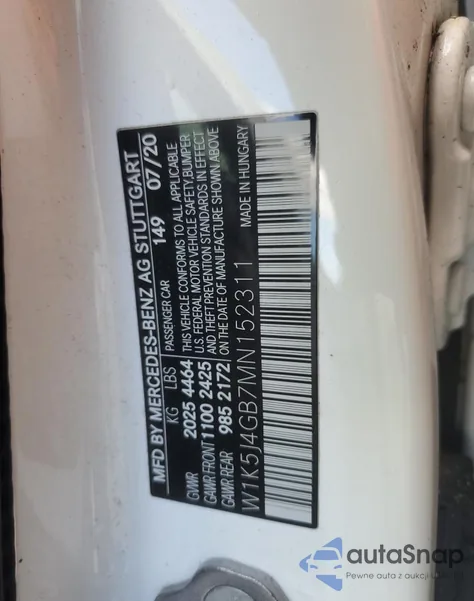 MFD BY MERCEDES-BENZ AG STUTTGART
149 07/20
KG LBS PASSENGER CAR
GVWR 2025 4464
GAWR FRONT 1100 2425
GAWR REAR 985 2172
THIS VEHICLE CONFORMS TO ALL APPLICABLE
U.S. FEDERAL MOTOR VEHICLE SAFETY,BUMPER
AND THEFT PREVENTION STANDARDS IN EFFECT
ON THE DATE OF MANUFACTURE SHOWN ABOVE
MADE IN HUNGARY
W1K5J4GB7MN152311
autoSnap
Pewne auta z aukcji